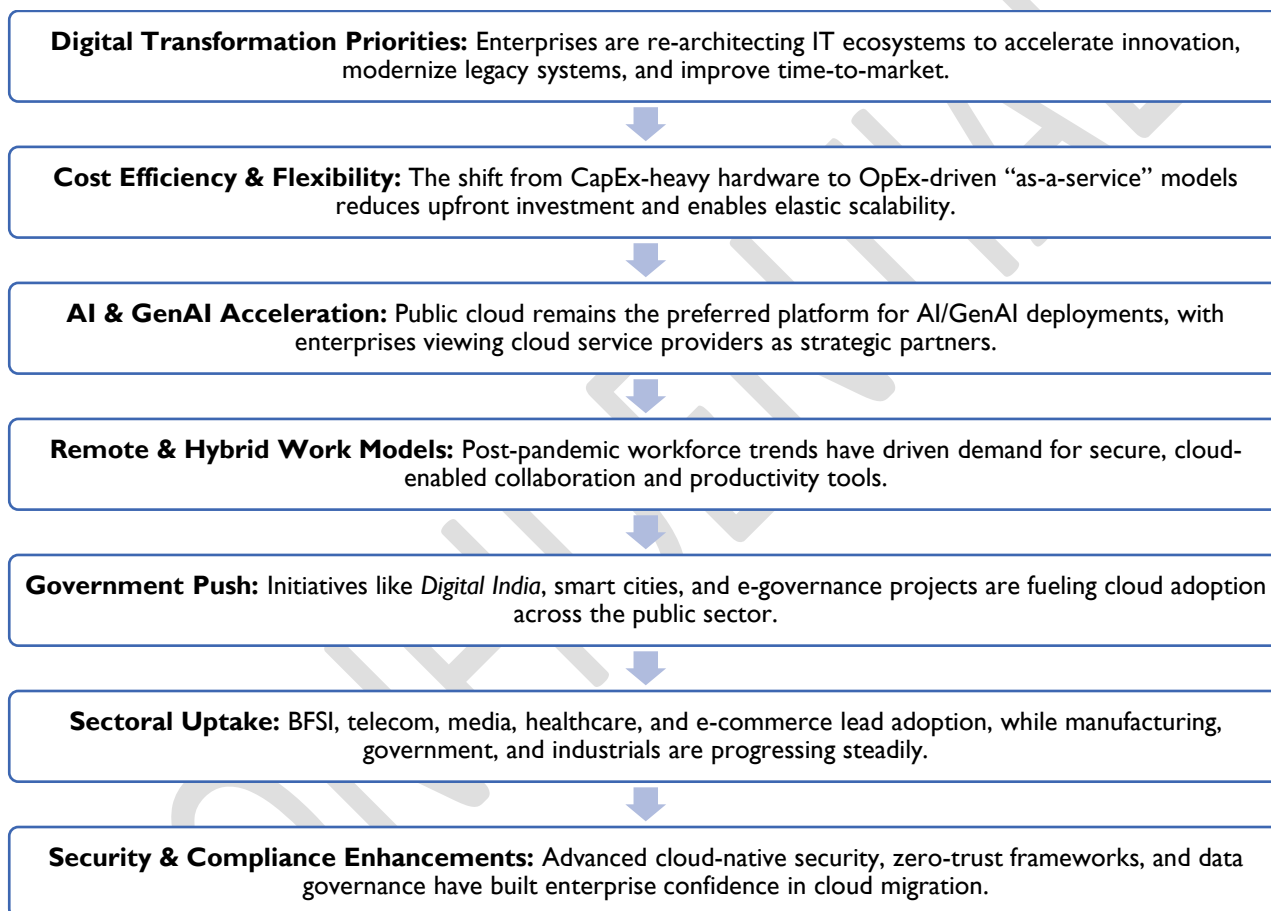 Digital Transformation Priorities: Enterprises are re-architecting IT ecosystems to accelerate innovation,
modernize legacy systems, and improve time-to-market.
Cost Efficiency & Flexibility: The shift from CapEx-heavy hardware to OpEx-driven “as-a-service” models
reduces upfront investment and enables elastic scalability.
AI & GenAI Acceleration: Public cloud remains the preferred platform for AI/GenAI deployments, with
enterprises viewing cloud service providers as strategic partners.
Remote & Hybrid Work Models: Post-pandemic workforce trends have driven demand for secure, cloud-
enabled collaboration and productivity tools.
Government Push: Initiatives like Digital India, smart cities, and e-governance projects are fueling cloud adoption
across the public sector.
Sectoral Uptake: BFSI, telecom, media, healthcare, and e-commerce lead adoption, while manufacturing,
government, and industrials are progressing steadily.
Security & Compliance Enhancements: Advanced cloud-native security, zero-trust frameworks, and data
governance have built enterprise confidence in cloud migration.